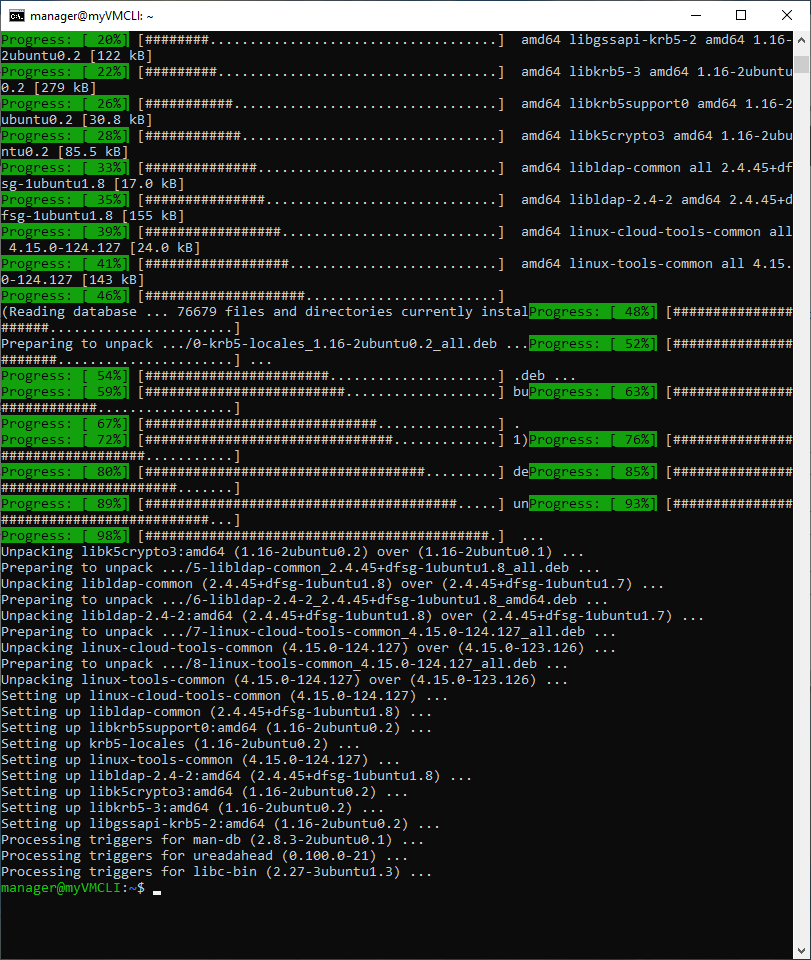 manager@myVMCLI: ~
Progress: [ 20%] [########....................................]  amd64 libgssapi-krb5-2 amd64 1.16-
2ubuntu0.2 [122 kB]
Progress: [ 22%] [#########...................................]  amd64 libkrb5-3 amd64 1.16-2ubuntu
0.2 [279 kB]
Progress: [ 26%] [###########.................................]  amd64 libkrb5support0 amd64 1.16-2
ubuntu0.2 [30.8 kB]
Progress: [ 28%] [############................................]  amd64 libk5crypto3 amd64 1.16-2ubu
ntu0.2 [85.5 kB]
Progress: [ 33%] [##############..............................]  amd64 libldap-common all 2.4.45+df
sg-1ubuntu1.8 [17.0 kB]
Progress: [ 35%] [###############.............................]  amd64 libldap-2.4-2 amd64 2.4.45+d
fsg-1ubuntu1.8 [155 kB]
Progress: [ 39%] [#################...........................]  amd64 linux-cloud-tools-common all
 4.15.0-124.127 [24.0 kB]
Progress: [ 41%] [##################..........................]  amd64 linux-tools-common all 4.15.
0-124.127 [143 kB]
Progress: [ 46%] [####################........................]
(Reading database ... 76679 files and directories currently instalProgress: [ 48%] [###############
######.......................]
Preparing to unpack .../0-krb5-locales_1.16-2ubuntu0.2_all.deb ...Progress: [ 52%] [###############
#######......................] ...
Progress: [ 54%] [#######################.....................] .deb ...
Progress: [ 59%] [#########################...................] buProgress: [ 63%] [###############
############.................]
Progress: [ 67%] [#############################...............] .
Progress: [ 72%] [###############################.............] 1)Progress: [ 76%] [###############
##################...........]
Progress: [ 80%] [###################################.........] deProgress: [ 85%] [###############
######################.......]
Progress: [ 89%] [#######################################.....] unProgress: [ 93%] [###############
##########################...]
Progress: [ 98%] [###########################################.]  ...
Unpacking libk5crypto3:amd64 (1.16-2ubuntu0.2) over (1.16-2ubuntu0.1) ...
Preparing to unpack .../5-libldap-common_2.4.45+dfsg-1ubuntu1.8_all.deb ...
Unpacking libldap-common (2.4.45+dfsg-1ubuntu1.8) over (2.4.45+dfsg-1ubuntu1.7) ...
Preparing to unpack .../6-libldap-2.4-2_2.4.45+dfsg-1ubuntu1.8_amd64.deb ...
Unpacking libldap-2.4-2:amd64 (2.4.45+dfsg-1ubuntu1.8) over (2.4.45+dfsg-1ubuntu1.7) ...
Preparing to unpack .../7-linux-cloud-tools-common_4.15.0-124.127_all.deb ...
Unpacking linux-cloud-tools-common (4.15.0-124.127) over (4.15.0-123.126) ...
Preparing to unpack .../8-linux-tools-common_4.15.0-124.127_all.deb ...
Unpacking linux-tools-common (4.15.0-124.127) over (4.15.0-123.126) ...
Setting up linux-cloud-tools-common (4.15.0-124.127) ...
Setting up libldap-common (2.4.45+dfsg-1ubuntu1.8) ...
Setting up libkrb5support0:amd64 (1.16-2ubuntu0.2) ...
Setting up krb5-locales (1.16-2ubuntu0.2) ...
Setting up linux-tools-common (4.15.0-124.127) ...
Setting up libldap-2.4-2:amd64 (2.4.45+dfsg-1ubuntu1.8) ...
Setting up libk5crypto3:amd64 (1.16-2ubuntu0.2) ...
Setting up libkrb5-3:amd64 (1.16-2ubuntu0.2) ...
Setting up libgssapi-krb5-2:amd64 (1.16-2ubuntu0.2) ...
Processing triggers for man-db (2.8.3-2ubuntu0.1) ...
Processing triggers for ureadahead (0.100.0-21) ...
Processing triggers for libc-bin (2.27-3ubuntu1.3) ...
manager@myVMCLI:~$